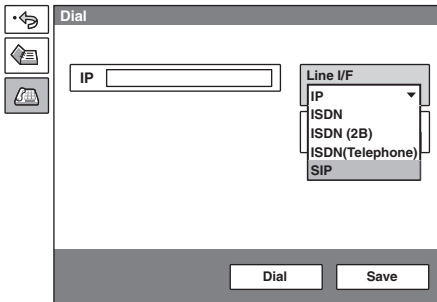 Dial
IP
Line I/F
IP
ISDN
ISDN (2B)
ISDN(Telephone)
SIP
Dial
Save